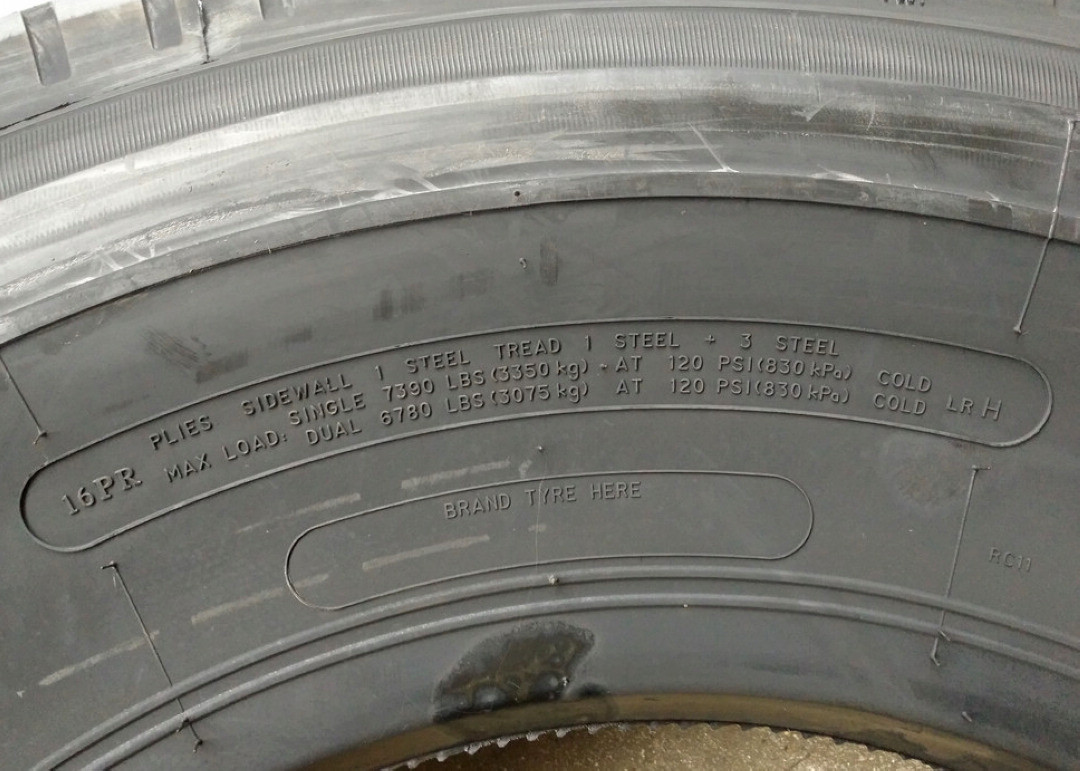 PLIES SIDEWALL 1 STEEL TREAD 1 STEEL + 3 STEEL
16PR MAX LOAD: SINGLE 7390 LBS (3350 kg) - AT 120 PSI (830 kPa) COLD
DUAL 6780 LBS (3075 kg) AT 120 PSI (830 kPa) COLD LR H
BRAND TYRE HERE
RC11